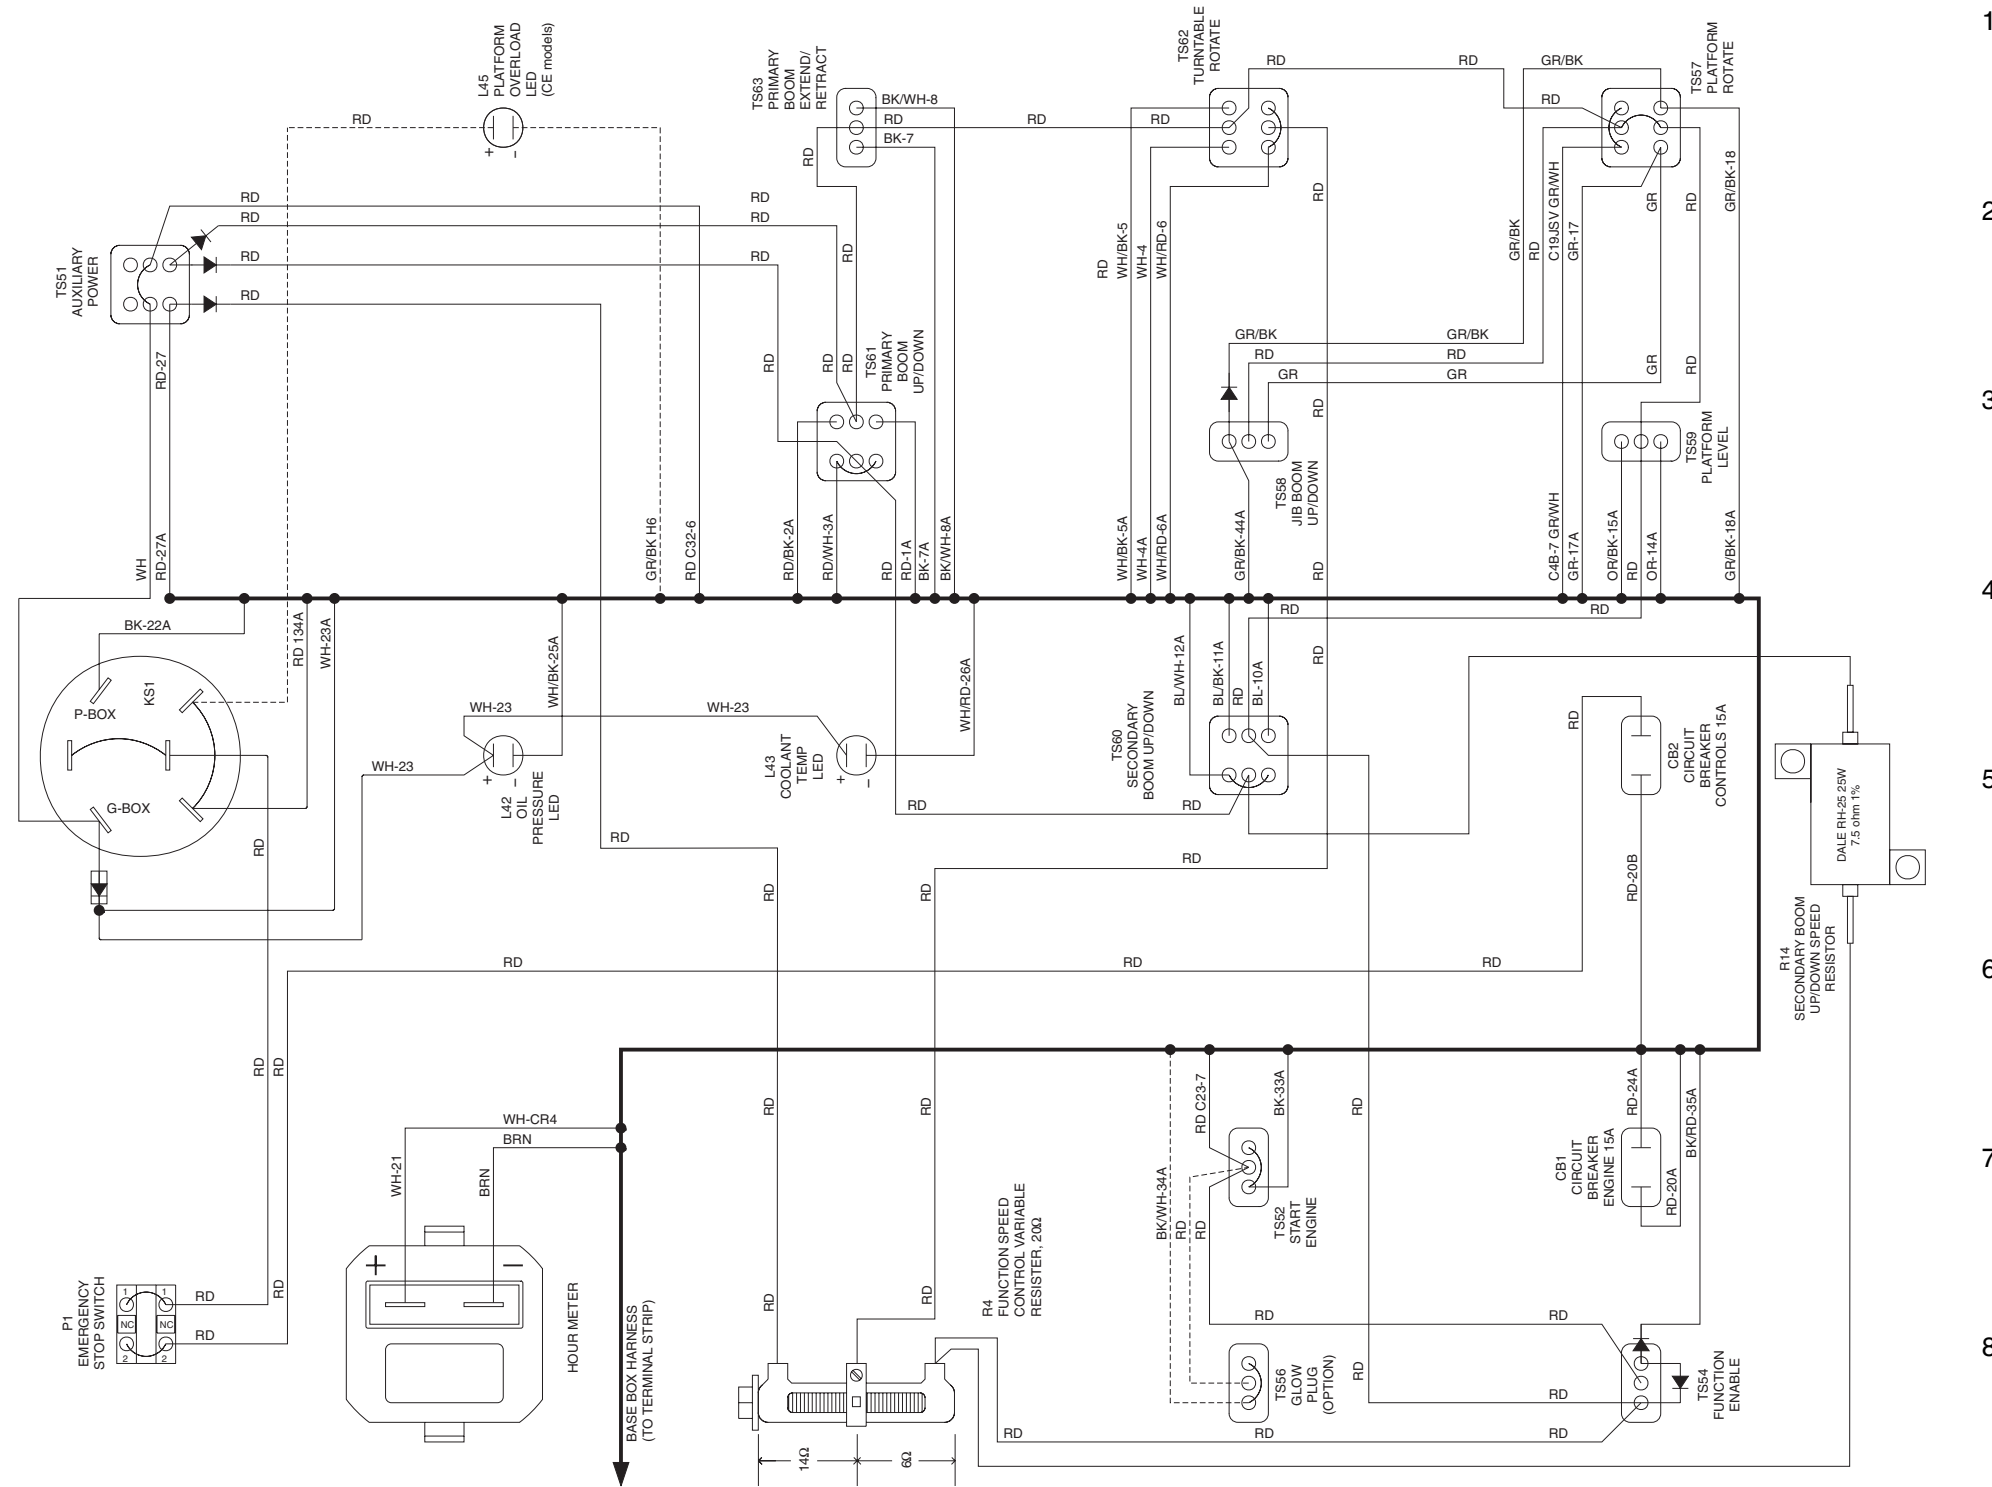 1
2
3
4
5
6
7
8
L45
PLATFORM
OVERLOAD
LED
(CE models)
RD
+
-
TS63
PRIMARY
BOOM
EXTEND/
RETRACT
BK/WH-8
RD
BK-7
RD
RD
RD
TS62
TURNTABLE
ROTATE
RD
RD
GR/BK
RD
TS57
PLATFORM
ROTATE
TS51
AUXILIARY
POWER
RD
RD
RD
RD
RD
RD
RD
RD
RD
RD
RD
RD
WH/BK-5
WH-4
WH/RD-6
RD
GR/BK
RD
C19JSV GR/WH
GR-17
GR
RD
GR/BK-18
RD-27
TS61
PRIMARY
BOOM
UP/DOWN
GR/BK
RD
GR
GR/BK
RD
GR
RD
GR
RD
TS58
JIB BOOM
UP/DOWN
TS59
PLATFORM
LEVEL
WH
RD-27A
GR/BK H6
RD C32-6
RD/BK-2A
RD/WH-3A
RD
RD-1A
BK-7A
BK/WH-8A
WH/BK-5A
WH-4A
WH/RD-6A
GR/BK-44A
RD
C4B-7 GR/WH
GR-17A
OR/BK-15A
RD
OR-14A
GR/BK-18A
BK-22A
RD 134A
WH-23A
WH/BK-25A
WH/RD-26A
BL/WH-12A
BL/BK-11A
RD
BL-10A
RD
RD
RD
KS1
P-BOX
G-BOX
RD
WH-23
WH-23
WH-23
+
-
L42
OIL
PRESSURE
LED
L43
COOLANT
TEMP
LED
+
-
TS60
SECONDARY
BOOM UP/DOWN
RD
RD
RD
CB2
CIRCUIT
BREAKER
CONTROLS 15A
DALE RH-25 25W
7.5 ohm 1%
RD
RD
RD
RD
RD-20B
R14
SECONDARY BOOM
UP/DOWN SPEED
RESISTOR
RD
RD
RD
RD
RD
WH-CR4
BRN
WH-21
BRN
RD
RD
RD C23-7
BK-33A
RD
RD-24A
BK/RD-35A
CB1
CIRCUIT
BREAKER
ENGINE 15A
RD-20A
BK/WH-34A
RD
RD
TS52
START
ENGINE
P1
EMERGENCY
STOP SWITCH
1
1
NC
NC
2
2
RD
RD
RD
+
–
HOUR METER
BASE BOX HARNESS
(TO TERMINAL STRIP)
RD
RD
R4
FUNCTION SPEED
CONTROL VARIABLE
RESISTER, 20Ω
RD
RD
TS56
GLOW
PLUG
(OPTION)
RD
RD
TS54
FUNCTION
ENABLE
RD
RD
RD
14Ω
6Ω